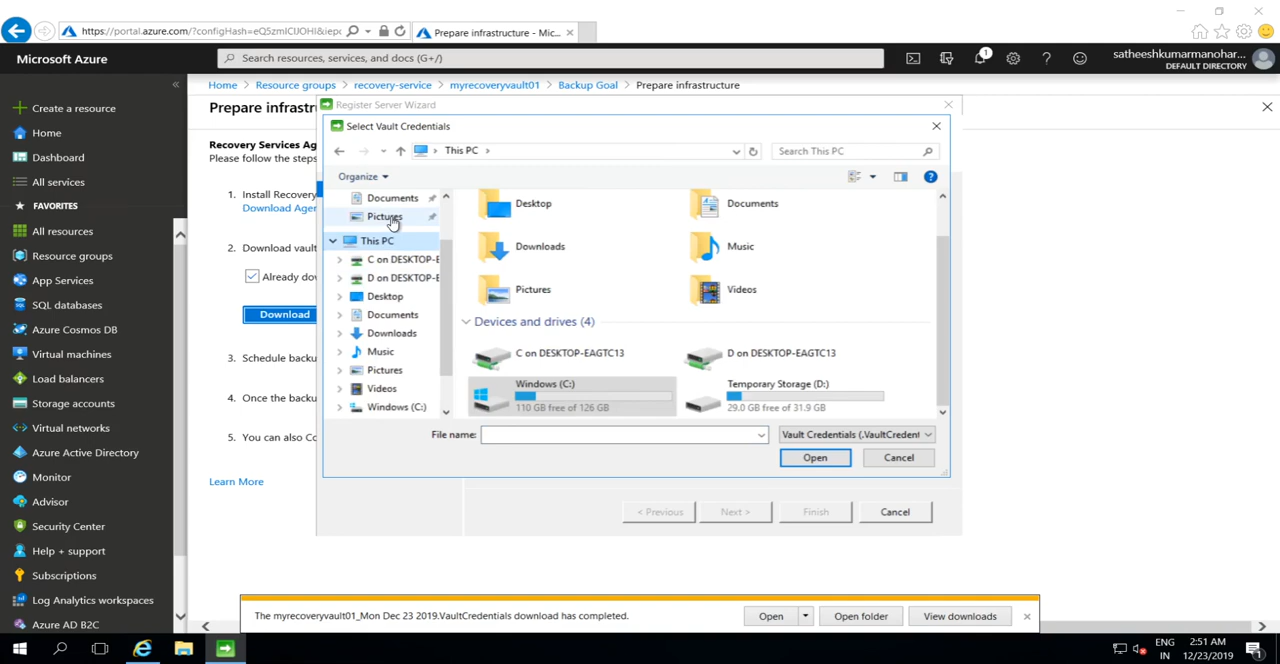 https://portal.azure.com/?configHash=eQ5zmICIJOHI&iepc
Prepare infrastructure - Mic...
Microsoft Azure
Search resources, services, and docs (G+/)
1
satheeshkumarmanohar...
DEFAULT DIRECTORY
Create a resource
Home
Dashboard
All services
FAVORITES
All resources
Resource groups
App Services
SQL databases
Azure Cosmos DB
Virtual machines
Load balancers
Storage accounts
Virtual networks
Azure Active Directory
Monitor
Advisor
Security Center
Help + support
Subscriptions
Log Analytics workspaces
Azure AD B2C
Home > Resource groups > recovery-service > myrecoveryvault01 > Backup Goal > Prepare infrastructure
Prepare infrastr
Recovery Services Ag
Please follow the steps
1. Install Recovery
Download Agen
2. Download vault
Already dov
Download
3. Schedule backu
4. Once the backu
5. You can also Co
Learn More
Register Server Wizard
Select Vault Credentials
This PC
Search This PC
Organize
Documents
Pictures
This PC
C on DESKTOP-E
D on DESKTOP-E
Desktop
Documents
Downloads
Music
Pictures
Videos
Windows (C:)
Desktop
Documents
Downloads
Music
Pictures
Videos
Devices and drives (4)
C on DESKTOP-EAGTC13
D on DESKTOP-EAGTC13
Windows (C:)
110 GB free of 126 GB
Temporary Storage (D:)
29.0 GB free of 31.9 GB
File name:
Vault Credentials (.VaultCredent
Open
Cancel
< Previous
Next >
Finish
Cancel
The myrecoveryvault01_Mon Dec 23 2019.VaultCredentials download has completed.
Open
Open folder
View downloads
ENG
IN
2:51 AM
12/23/2019
1